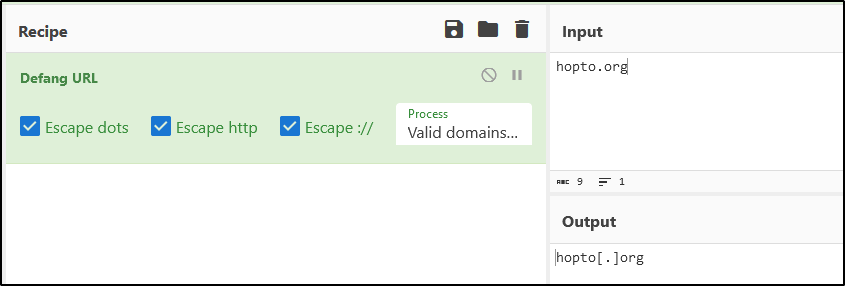 Recipe
Defang URL
Escape dots
Escape http
Escape ://
Process
Valid domains...
Input
hopto.org
ABC 9
1
Output
hopto[.]org